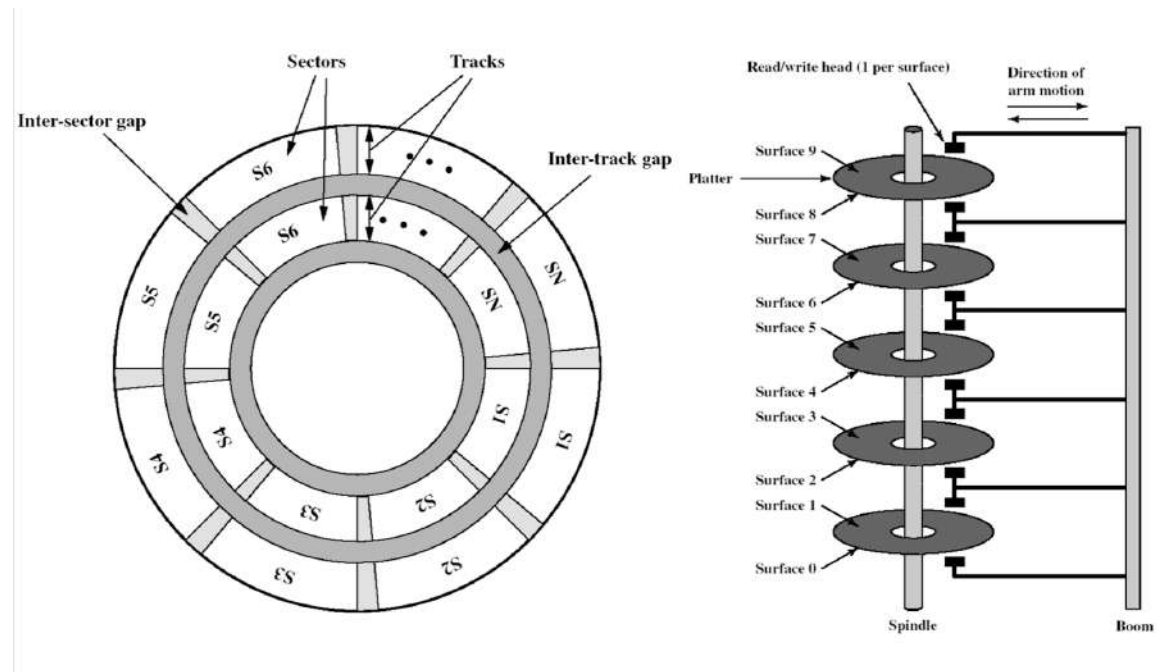 Sectors
Tracks
Inter-sector gap
Inter-track gap
S6
• • •
S6
• • •
SN
SN
S5
S5
S1
S1
S4
S4
S3
S2
S3
S2
Read/write head (1 per surface)
Direction of
arm motion
Surface 9
Platter
Surface 8
Surface 7
Surface 6
Surface 5
Surface 4
Surface 3
Surface 2
Surface 1
Surface 0
Spindle
Boom